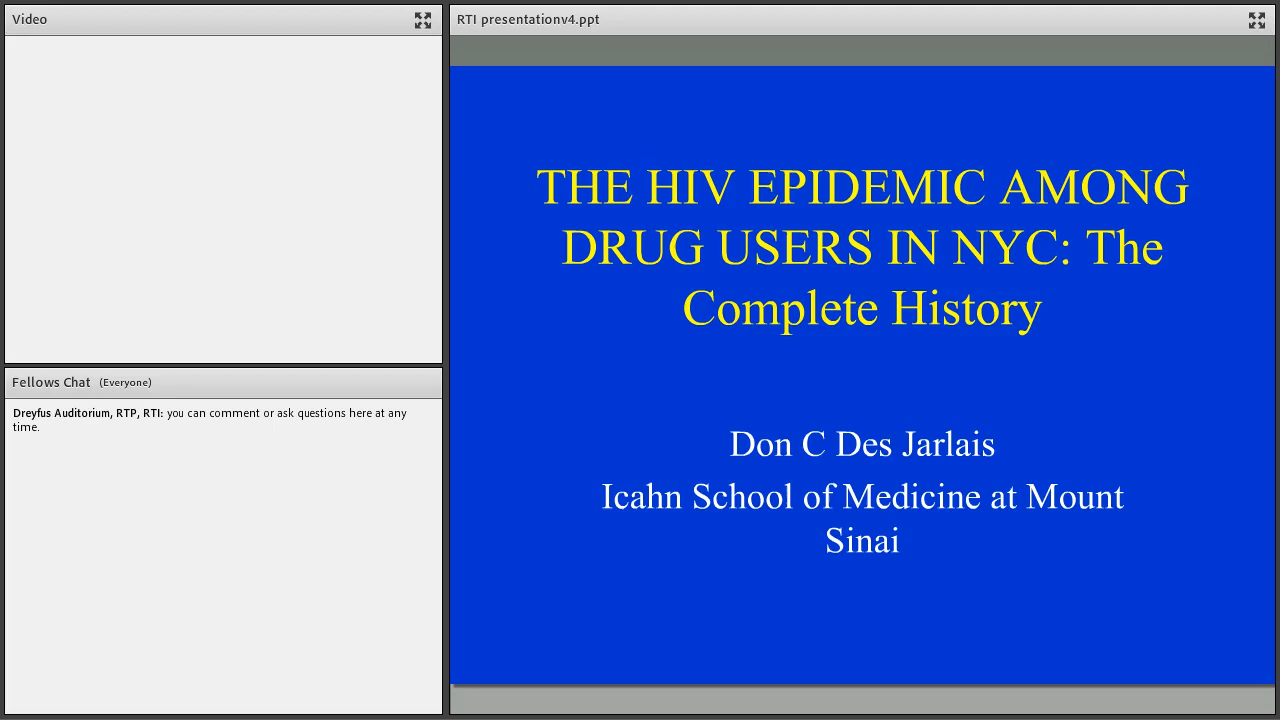 Video
RTI presentationv4.ppt
THE HIV EPIDEMIC AMONG
DRUG USERS IN NYC: The
Complete History
Don C Des Jarlais
Icahn School of Medicine at Mount
Sinai
Fellows Chat (Everyone)
Dreyfus Auditorium, RTP, RTI: you can comment or ask questions here at any
time.